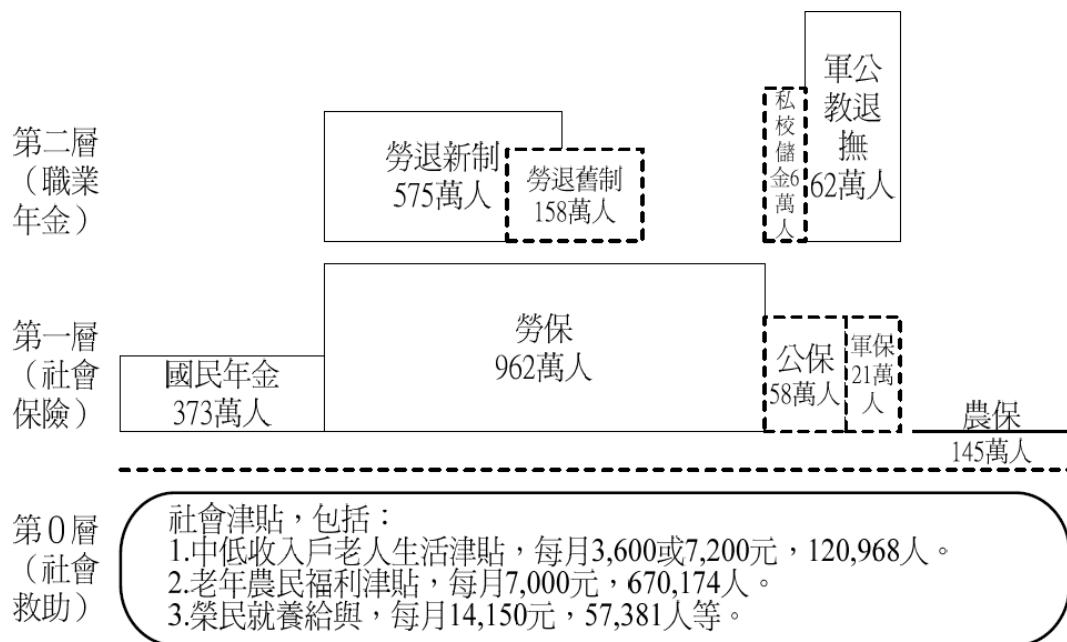 第二層
（職業
年金）
勞退新制
575萬人
勞退舊制
158萬人
私
校
儲
金6
萬
人
軍公
教退
撫
62萬人
第一層
（社會
保險）
國民年金
373萬人
勞保
962萬人
公保
58萬人
軍保
21萬
人
農保
145萬人
第０層
（社會
救助）
社會津貼，包括：
1.中低收入戶老人生活津貼，每月3,600或7,200元，120,968人。
2.老年農民福利津貼，每月7,000元，670,174人。
3.榮民就養給與，每月14,150元，57,381人等。